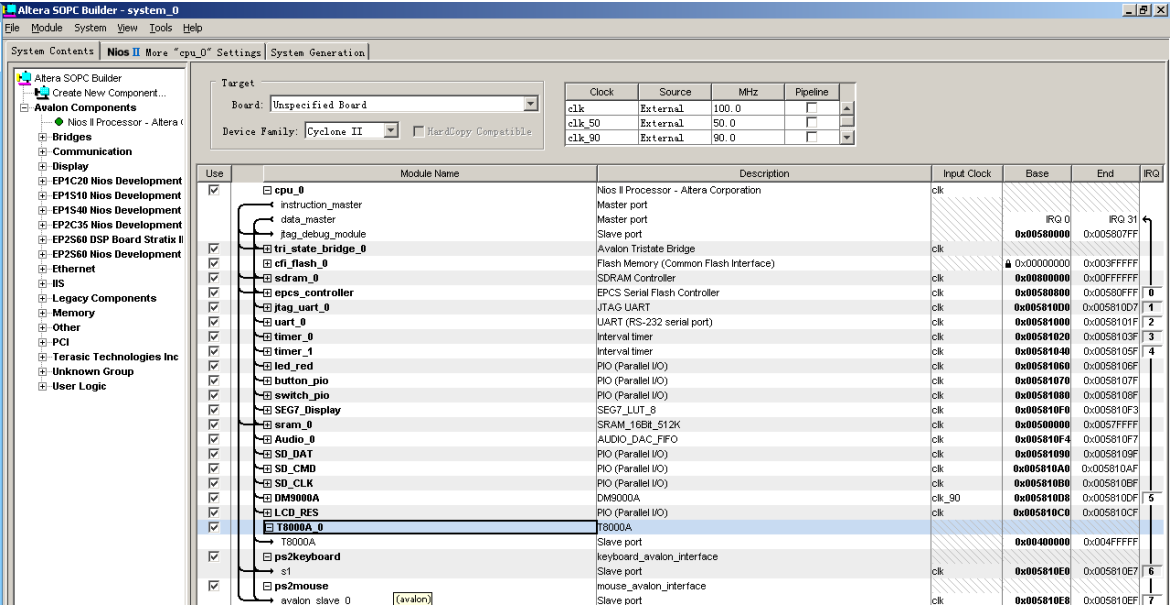 Altera SOPC Builder - system_0
File Module System View Tools Help
System Contents Nios II More "cpu_0" Settings System Generation
Altera SOPC Builder
Create New Component...
Avalon Components
Nios II Processor - Altera
Bridges
Communication
Display
EP1C20 Nios Development
EP1S10 Nios Development
EP1S40 Nios Development
EP2C35 Nios Development
EP2S60 DSP Board Stratix II
EP2S60 Nios Development
Ethernet
IIS
Legacy Components
Memory
Other
PCI
Terasic Technologies Inc
Unknown Group
User Logic
Target
Board: Unspecified Board
Device Family: Cyclone II HardCopy Compatible
Clock Source MHz Pipeline
clk External 100.0
clk_50 External 50.0
clk_90 External 90.0
Use Module Name Description Input Clock Base End IRQ
cpu_0 Nios II Processor - Altera Corporation clk
instruction_master Master port
data_master Master port IRQ 0 IRQ 31
jtag_debug_module Slave port 0x00580000 0x005807FF
tri_state_bridge_0 Avalon Tristate Bridge clk
cfi_flash_0 Flash Memory (Common Flash Interface) 0x00000000 0x003FFFFF
sdram_0 SDRAM Controller clk 0x00800000 0x00FFFFFF
epcs_controller EPCS Serial Flash Controller clk 0x00580800 0x00580FFF 0
jtag_uart_0 JTAG UART clk 0x005810D0 0x005810D7 1
uart_0 UART (RS-232 serial port) clk 0x00581000 0x0058101F 2
timer_0 Interval timer clk 0x00581020 0x0058103F 3
timer_1 Interval timer clk 0x00581040 0x0058105F 4
led_red PIO (Parallel I/O) clk 0x00581060 0x0058106F
button_pio PIO (Parallel I/O) clk 0x00581070 0x0058107F
switch_pio PIO (Parallel I/O) clk 0x00581080 0x0058108F
SEG7_Display SEG7_LUT_8 clk 0x005810F0 0x005810F3
sram_0 SRAM_16Bit_512K clk 0x00500000 0x0057FFFF
Audio_0 AUDIO_DAC_FIFO clk 0x005810F4 0x005810F7
SD_DAT PIO (Parallel I/O) clk 0x00581090 0x0058109F
SD_CMD PIO (Parallel I/O) clk 0x005810A0 0x005810AF
SD_CLK PIO (Parallel I/O) clk 0x005810B0 0x005810BF
DM9000A DM9000A clk_90 0x005810D8 0x005810DF 5
LCD_RES PIO (Parallel I/O) clk 0x005810C0 0x005810CF
T8000A_0 T8000A
T8000A Slave port 0x00400000 0x004FFFFF
ps2keyboard keyboard_avalon_interface
s1 Slave port clk 0x005810E0 0x005810E7 6
ps2mouse mouse_avalon_interface
avalon_slave_0 (avalon) Slave port clk 0x005810E8 0x005810EF 7